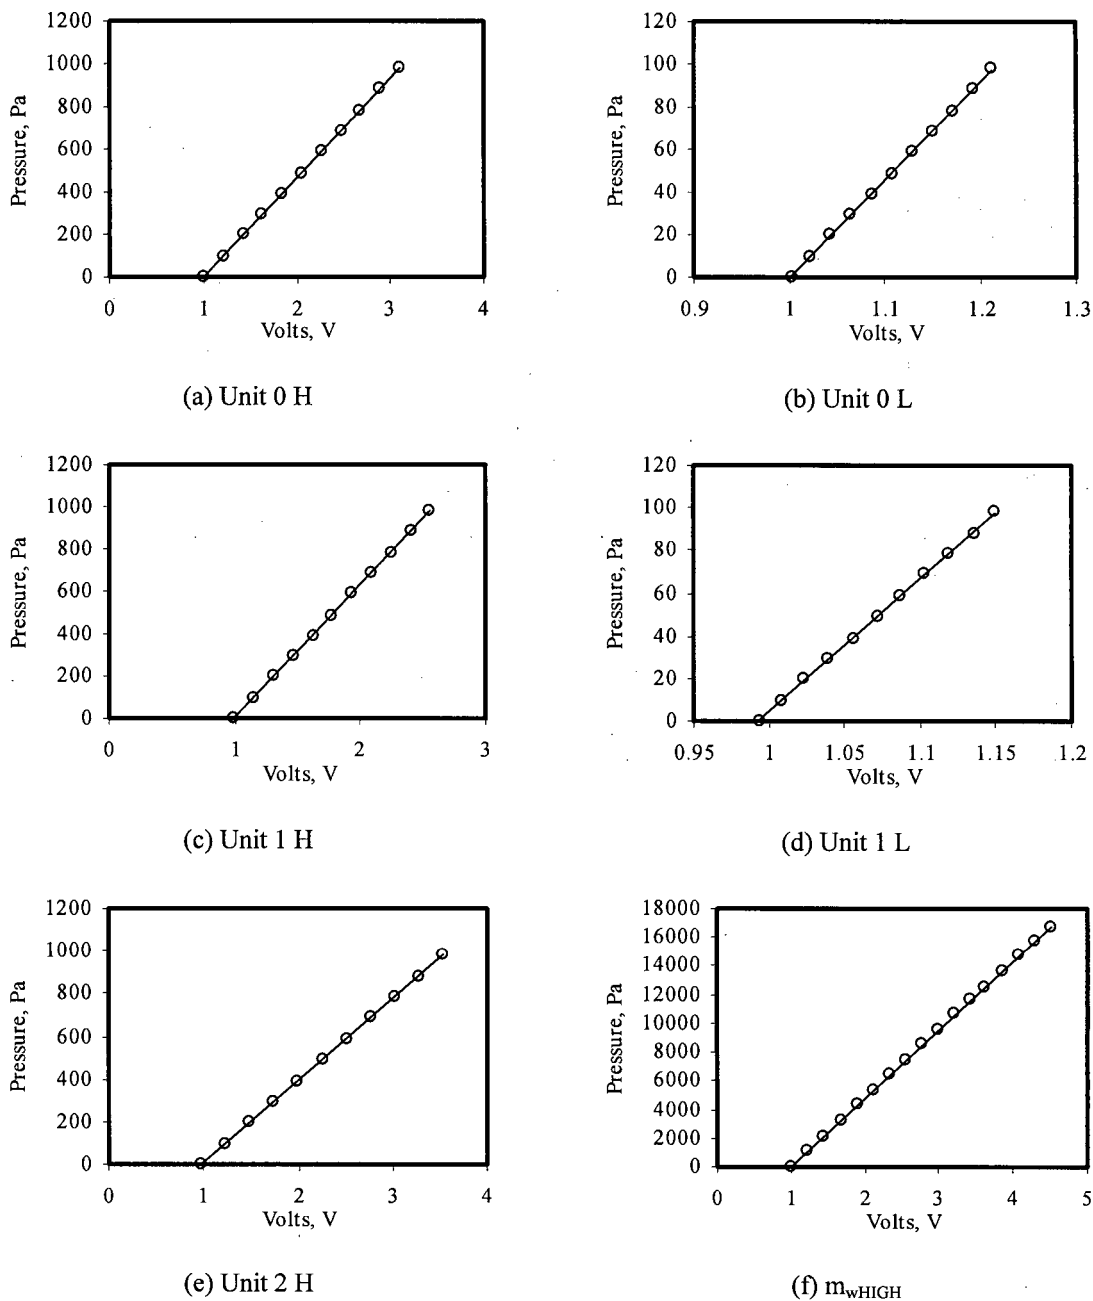 1200
1000
800
600
400
200
0
Pressure, Pa
0 1 2 3 4
Volts, V
(a) Unit 0 H
120
100
80
60
40
20
0
Pressure, Pa
0.9 1 1.1 1.2 1.3
Volts, V
(b) Unit 0 L
1200
1000
800
600
400
200
0
Pressure, Pa
0 1 2 3
Volts, V
(c) Unit 1 H
120
100
80
60
40
20
0
Pressure, Pa
0.95 1 1.05 1.1 1.15 1.2
Volts, V
(d) Unit 1 L
1200
1000
800
600
400
200
0
Pressure, Pa
0 1 2 3 4
Volts, V
(e) Unit 2 H
18000
16000
14000
12000
10000
8000
6000
4000
2000
0
Pressure, Pa
0 1 2 3 4 5
Volts, V
(f) mwHIGH